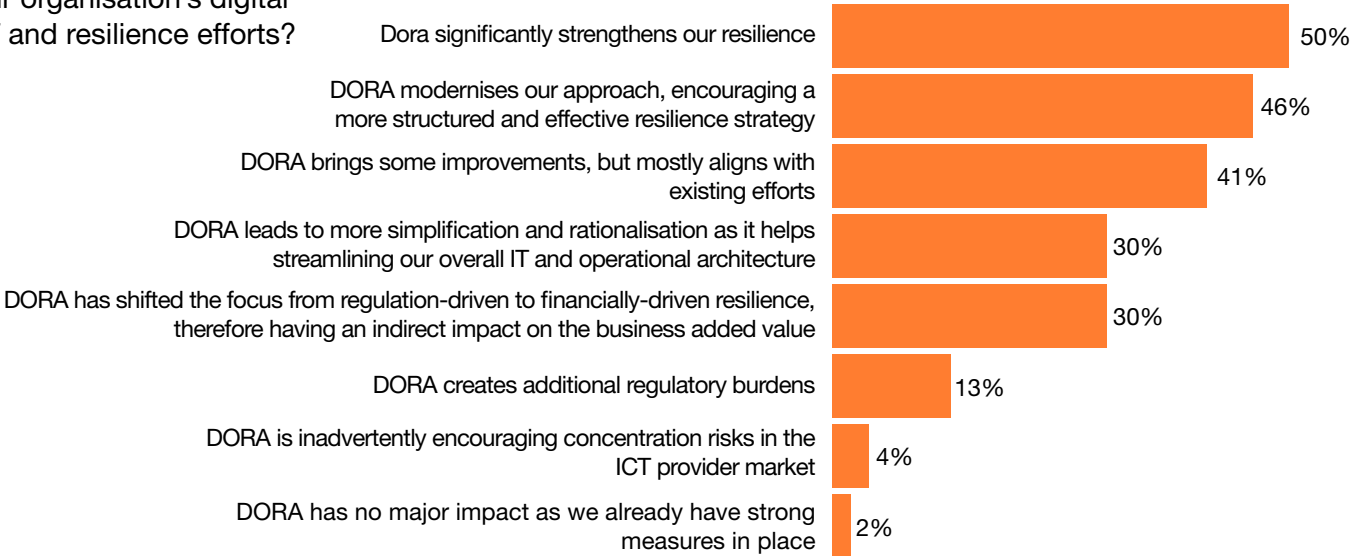 organisation's digital
and resilience efforts?
Dora significantly strengthens our resilience
50%
DORA modernises our approach, encouraging a
more structured and effective resilience strategy
46%
DORA brings some improvements, but mostly aligns with
existing efforts
41%
DORA leads to more simplification and rationalisation as it helps
streamlining our overall IT and operational architecture
30%
DORA has shifted the focus from regulation-driven to financially-driven resilience,
therefore having an indirect impact on the business added value
30%
DORA creates additional regulatory burdens
13%
DORA is inadvertently encouraging concentration risks in the
ICT provider market
4%
DORA has no major impact as we already have strong
measures in place
2%